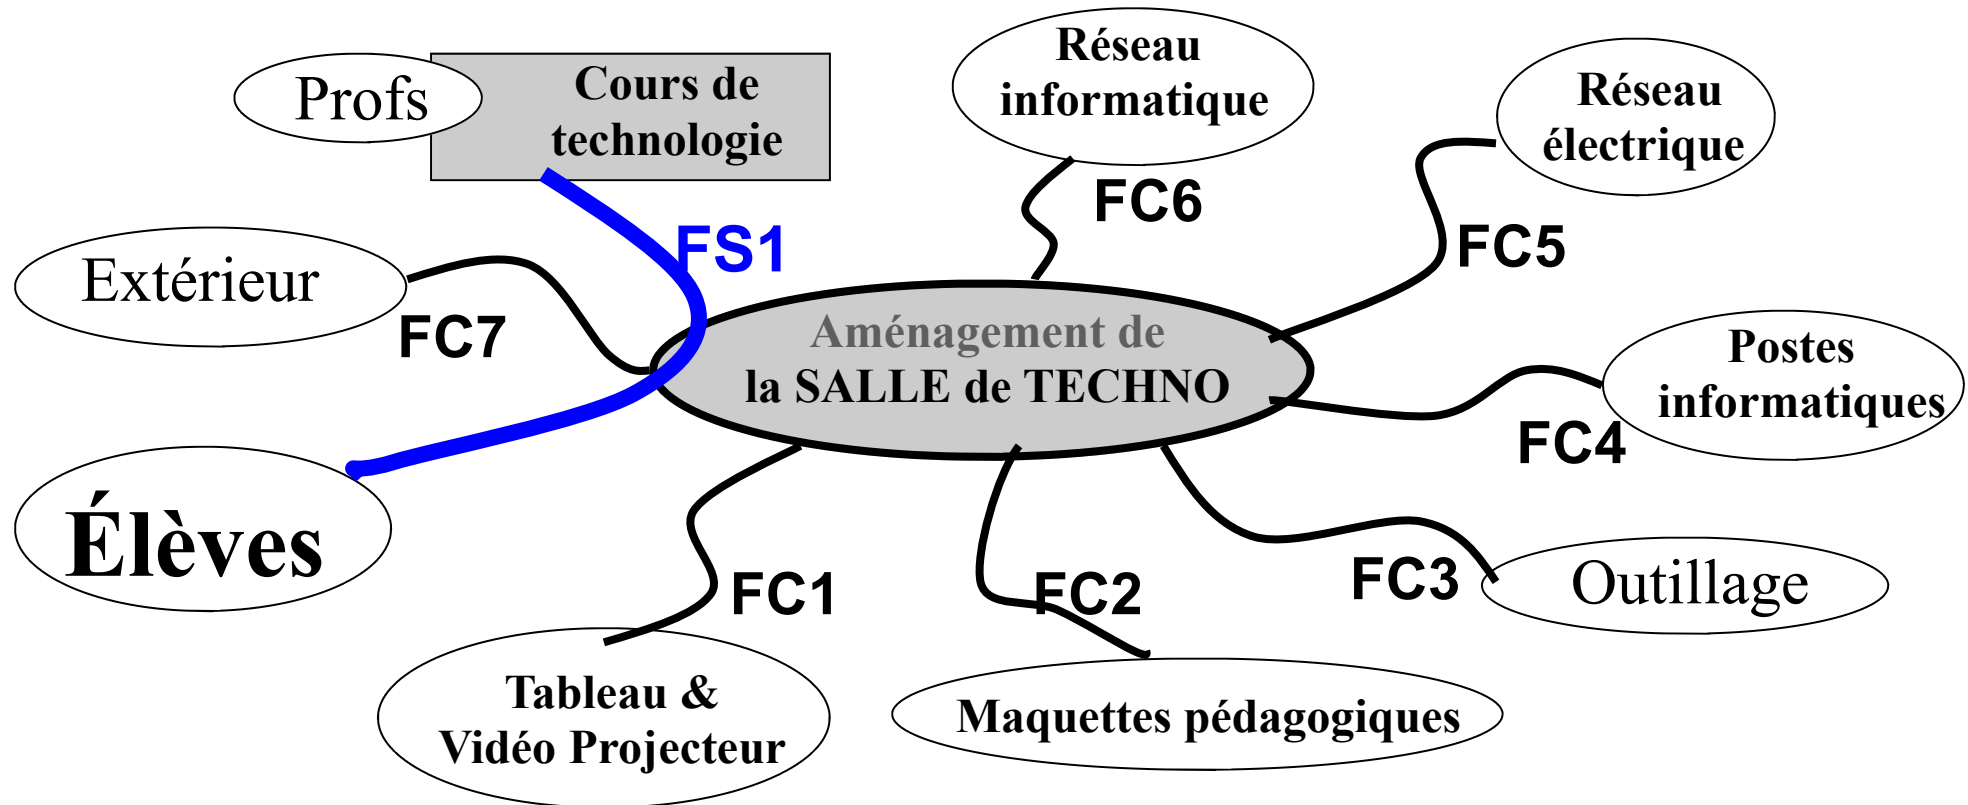 Profs
Cours de
technologie
Réseau
informatique
Réseau
électrique
FC6
FS1
FC5
Extérieur
FC7
Aménagement de
la SALLE de TECHNO
Postes
informatiques
FC4
Élèves
FC1
FC2
FC3
Outillage
Tableau &
Vidéo Projecteur
Maquettes pédagogiques